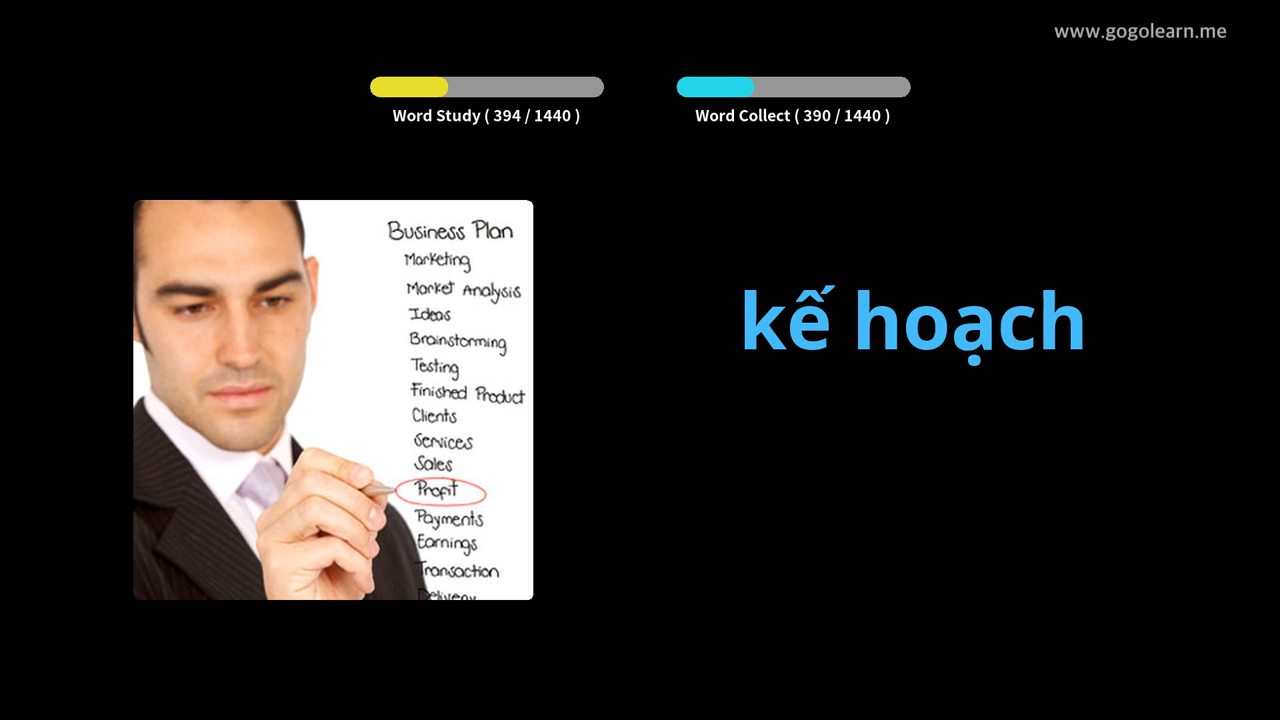 www.gogolearn.me
Word Study ( 394 / 1440 )
Word Collect ( 390 / 1440 )
Business Plan
Marketing
Market Analysis
Ideas
Brainstorming
Testing
Finished Product
Clients
Services
Sales
Profit
Payments
Earnings
Transaction
Delivery
kế hoạch